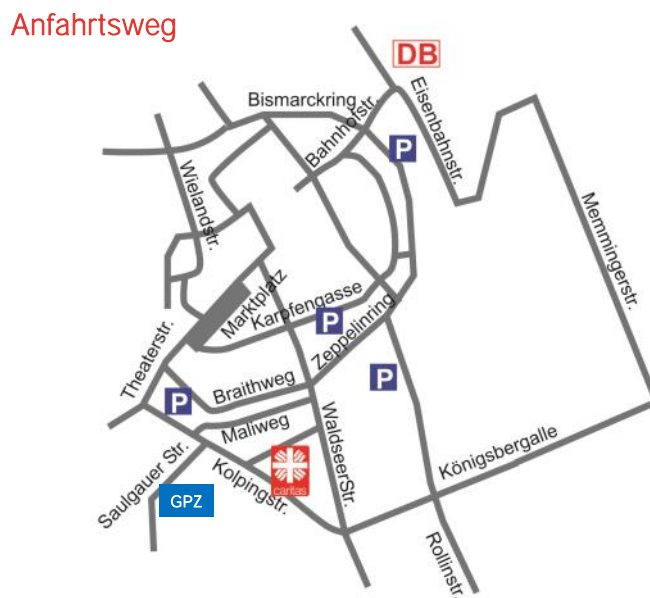 Anfahrtsweg
DB
Bismarckring
Bahnhofstr.
Eisenbahnstr.
P
Wielandstr.
Memmingerstr.
Marktplatz
Karpfengasse
P
Zeppelinring
Theaterstr.
P
Braithweg
P
Maliweg
WaldseerStr.
Königsbergalle
Saulgauer Str.
Kolpingstr.
caritas
GPZ
Rollinstr.